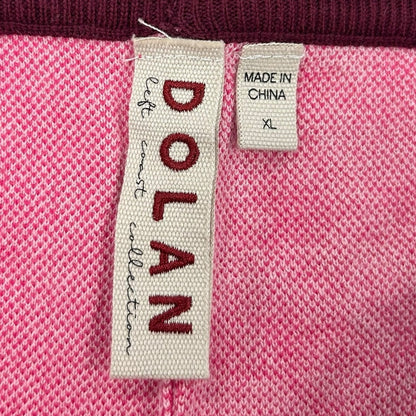 DOLAN
left coast collection
MADE IN
CHINA
XL